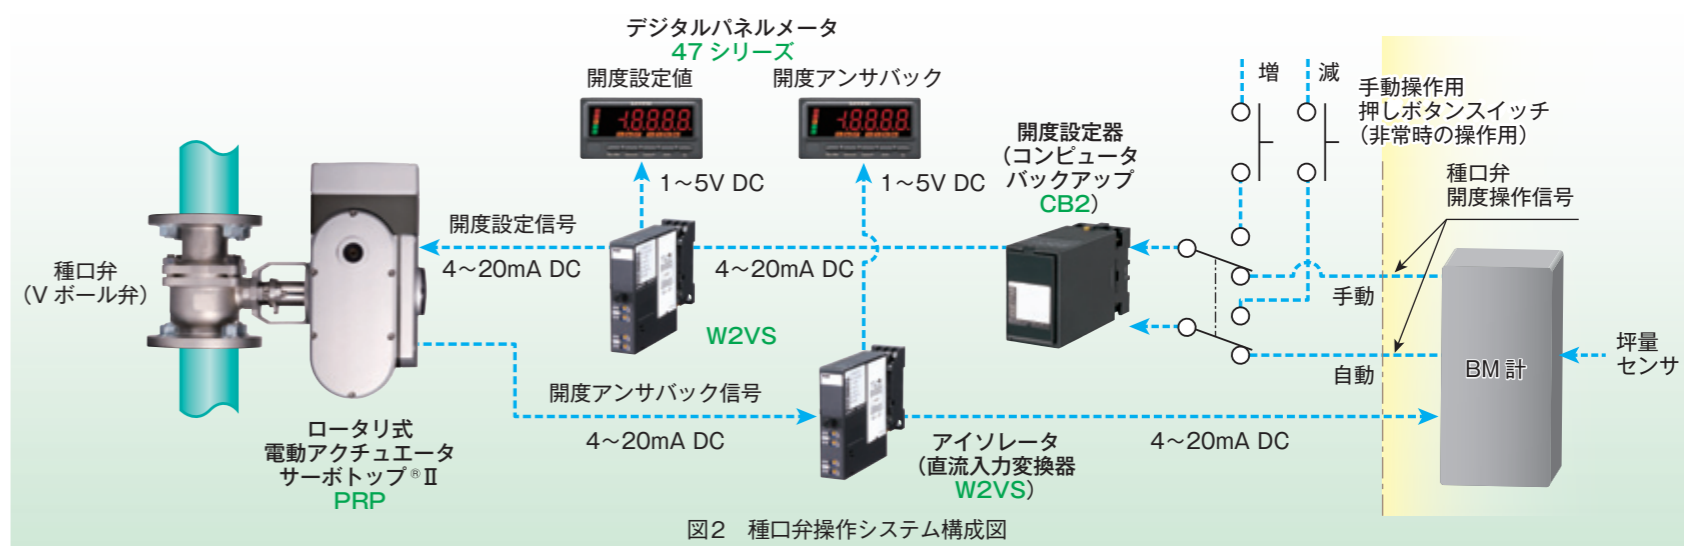 デジタルパネルメータ
47 シリーズ
開度設定値
開度アンサバック
1～5V DC
1～5V DC
増
減
手動操作用
押しボタンスイッチ
（非常時の操作用）
開度設定器
（コンピュータ
バックアップ
CB2）
種口弁
開度操作信号
開度設定信号
4～20mA DC
4～20mA DC
種口弁
（V ボール弁）
W2VS
手動
自動
BM 計
坪量
センサ
開度アンサバック信号
4～20mA DC
ロータリ式
電動アクチュエータ
サーボトップ®Ⅱ
PRP
アイソレータ
（直流入力変換器
W2VS）
4～20mA DC
図2　種口弁操作システム構成図